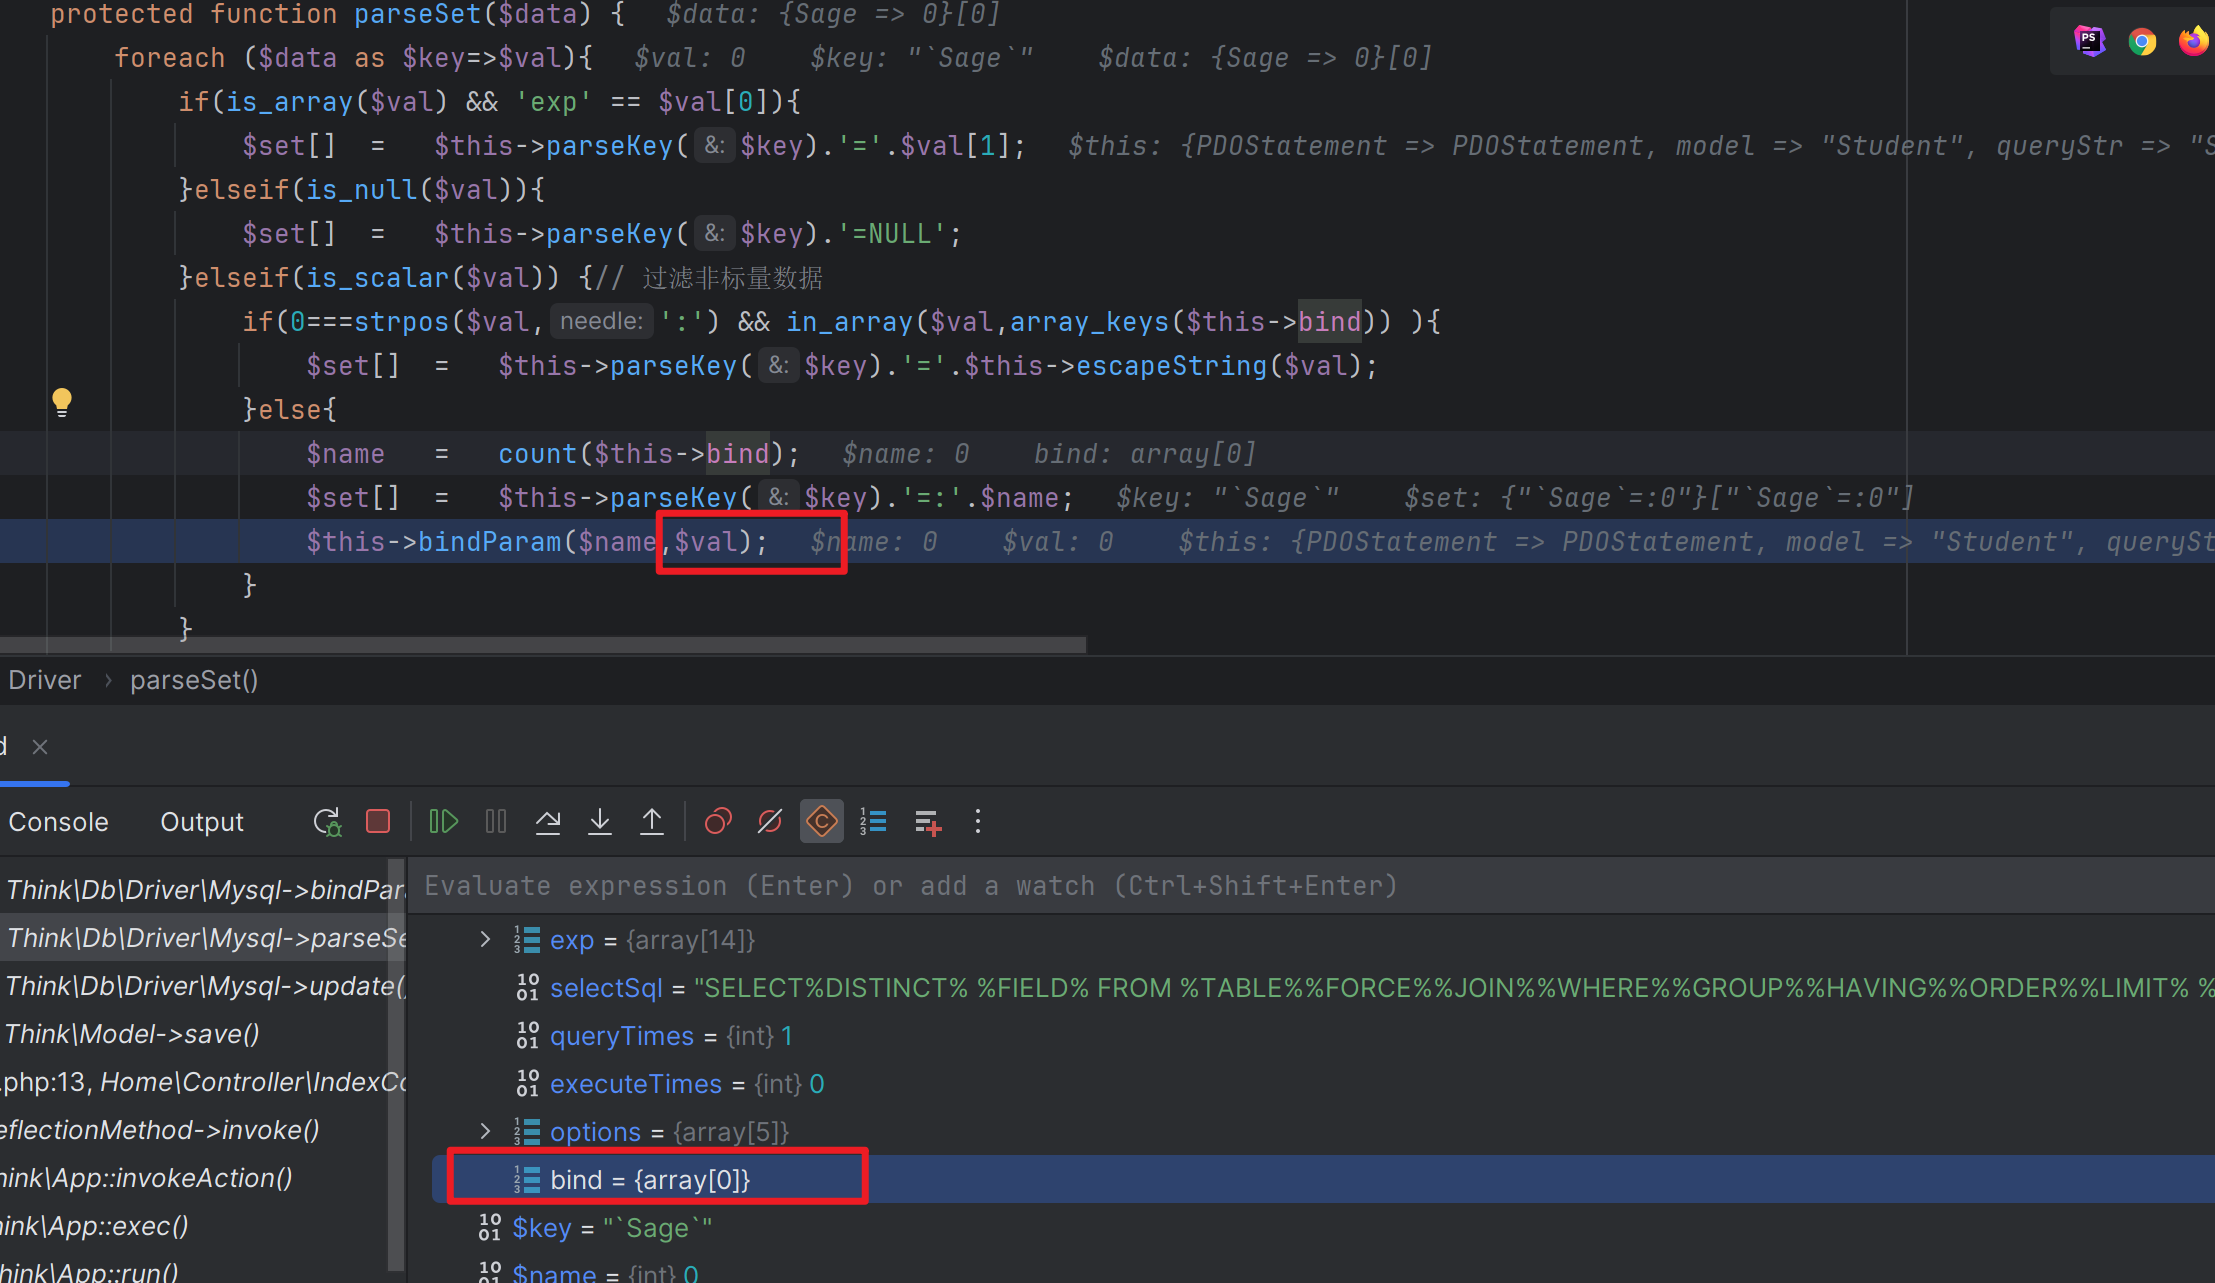 protected function parseSet($data) {   $data: {Sage => 0}[0]
foreach ($data as $key=>$val){   $val: 0    $key: "`Sage`"    $data: {Sage => 0}[0]
if(is_array($val) && 'exp' == $val[0]){
$set[]  =   $this->parseKey( &: $key).'='.$val[1];   $this: {PDOStatement => PDOStatement, model => "Student", queryStr => "S
}elseif(is_null($val)){
$set[]  =   $this->parseKey( &: $key).'=NULL';
}elseif(is_scalar($val)) {// 过滤非标量数据
if(0===strpos($val, needle: ':') && in_array($val,array_keys($this->bind)) ){
$set[]  =   $this->parseKey( &: $key).'='.$this->escapeString($val);
}else{
$name   =   count($this->bind);   $name: 0    bind: array[0]
$set[]  =   $this->parseKey( &: $key).'=:'.$name;   $key: "`Sage`"    $set: {"`Sage`=:0"}["`Sage`=:0"]
$this->bindParam($name,$val);   $name: 0    $val: 0    $this: {PDOStatement => PDOStatement, model => "Student", querySt
}
}
PS
Driver › parseSet()
d ×
Console Output
Think\Db\Driver\Mysql->bindPar
Think\Db\Driver\Mysql->parseSe
Think\Db\Driver\Mysql->update(
Think\Model->save()
.php:13, Home\Controller\IndexCo
eflectionMethod->invoke()
hink\App::invokeAction()
hink\App::exec()
hink\App::run()
Evaluate expression (Enter) or add a watch (Ctrl+Shift+Enter)
exp = {array[14]}
selectSql = "SELECT%DISTINCT% %FIELD% FROM %TABLE%%FORCE%%JOIN%%WHERE%%GROUP%%HAVING%%ORDER%%LIMIT% %
queryTimes = {int} 1
executeTimes = {int} 0
options = {array[5]}
bind = {array[0]}
$key = "`Sage`"
$name = {int} 0